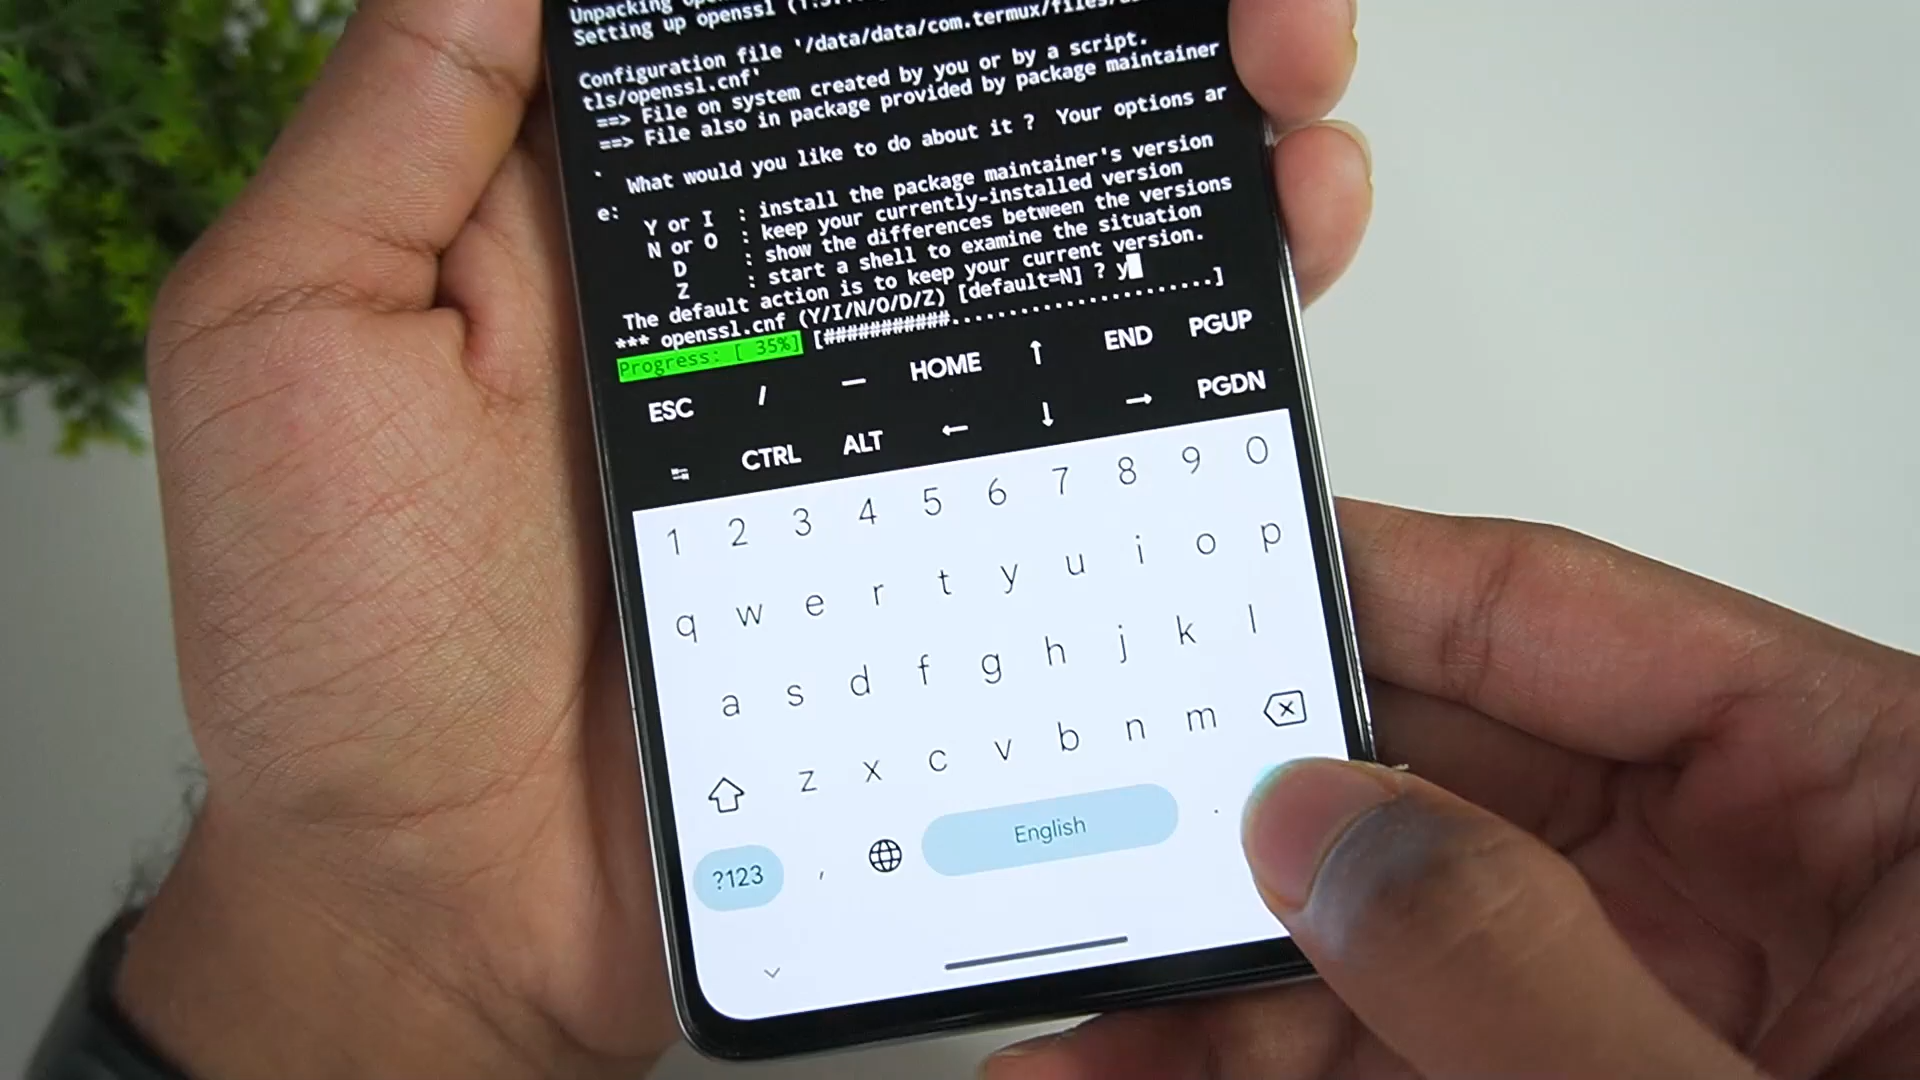 Unpacking
Setting up openssl (1:3.
Configuration file '/data/data/com.termux/files/
tls/openssl.cnf'
==> File on system created by you or by a script.
==> File also in package provided by package maintainer
.
What would you like to do about it ?  Your options ar
e:
Y or I  : install the package maintainer's version
N or O  : keep your currently-installed version
D     : show the differences between the versions
Z     : start a shell to examine the situation
The default action is to keep your current version.
*** openssl.cnf (Y/I/N/O/D/Z) [default=N] ? y
Progress: [ 35%] [###########.......................]
ESC / — HOME ↑ END PGUP
↹ CTRL ALT ← ↓ → PGDN
1 2 3 4 5 6 7 8 9 0
q w e r t y u i o p
a s d f g h j k l
z x c v b n m
?123 , English .